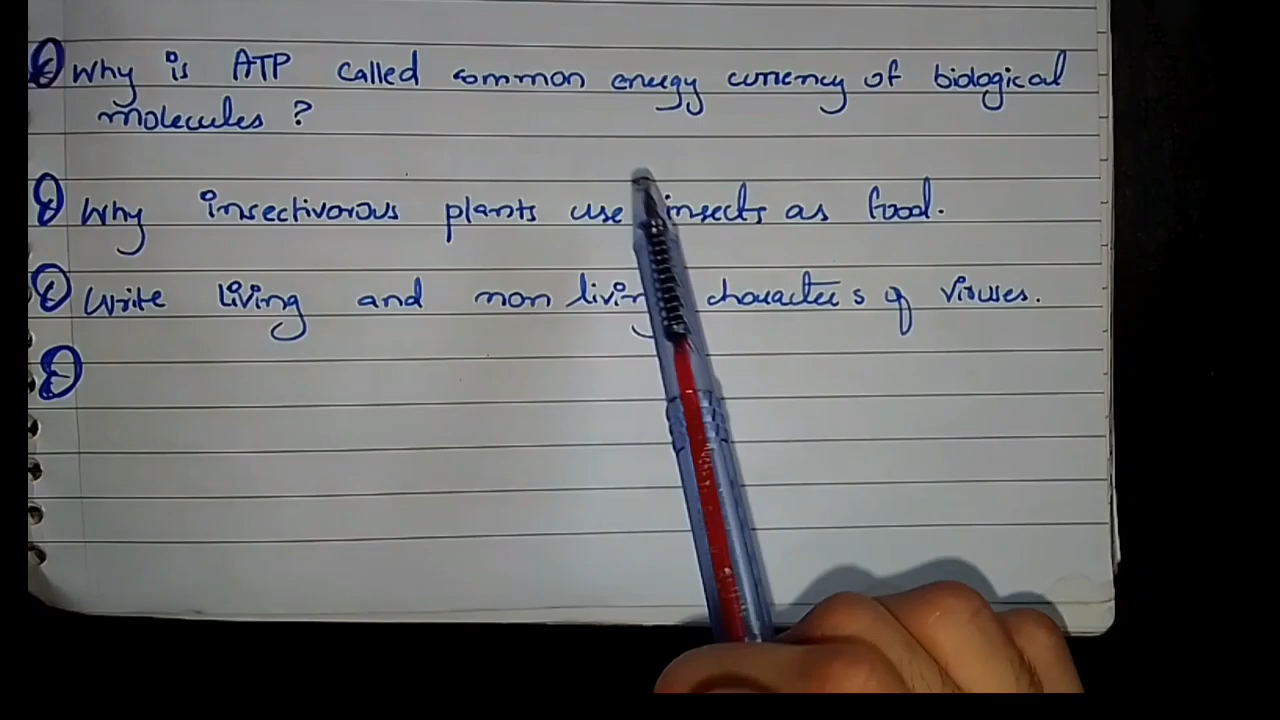 Q Why is ATP called common energy currency of biological
molecules ?
Q Why insectivorous plants use insects as food.
Q Write living and non living characters of viruses.
Q